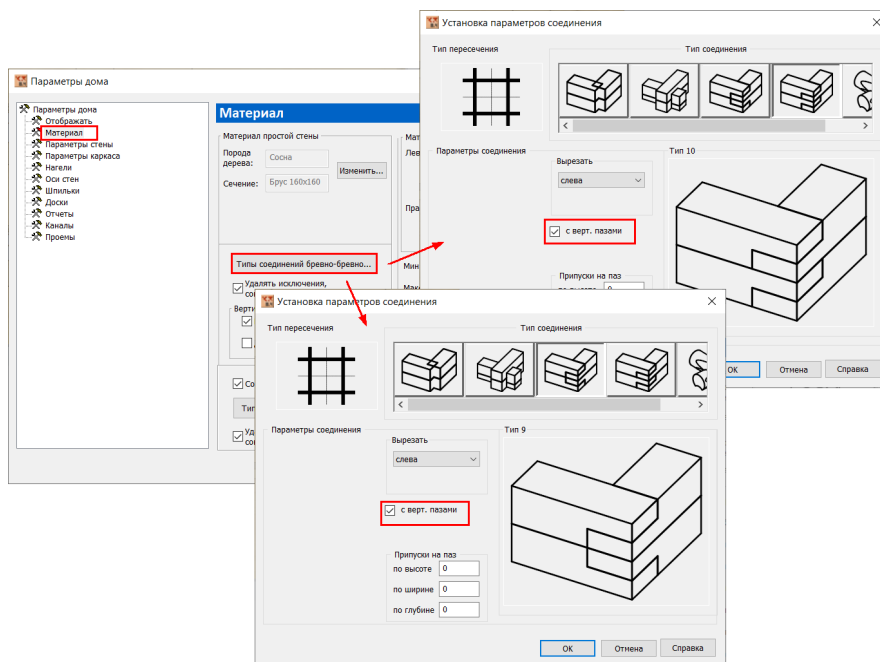 Установка параметров соединения
Тип пересечения
Тип соединения
Параметры соединения
Вырезать
слева
с верт. пазами
Припуски на паз
Тип 10
OK
Отмена
Справка
Параметры дома
Параметры дома
Отображать
Материал
Параметры стены
Параметры каркаса
Нагели
Оси стен
Шпильки
Доски
Отчеты
Каналы
Проемы
Материал
Материал простой стены
Порода
дерева:
Сосна
Изменить...
Сечение:
Брус 160x160
Типы соединений бревно-бревно...
Удалять исключения,
Установка параметров соединения
Тип пересечения
Тип соединения
Параметры соединения
Вырезать
слева
с верт. пазами
Припуски на паз
по высоте 0
по ширине 0
по глубине 0
Тип 9
OK
Отмена
Справка